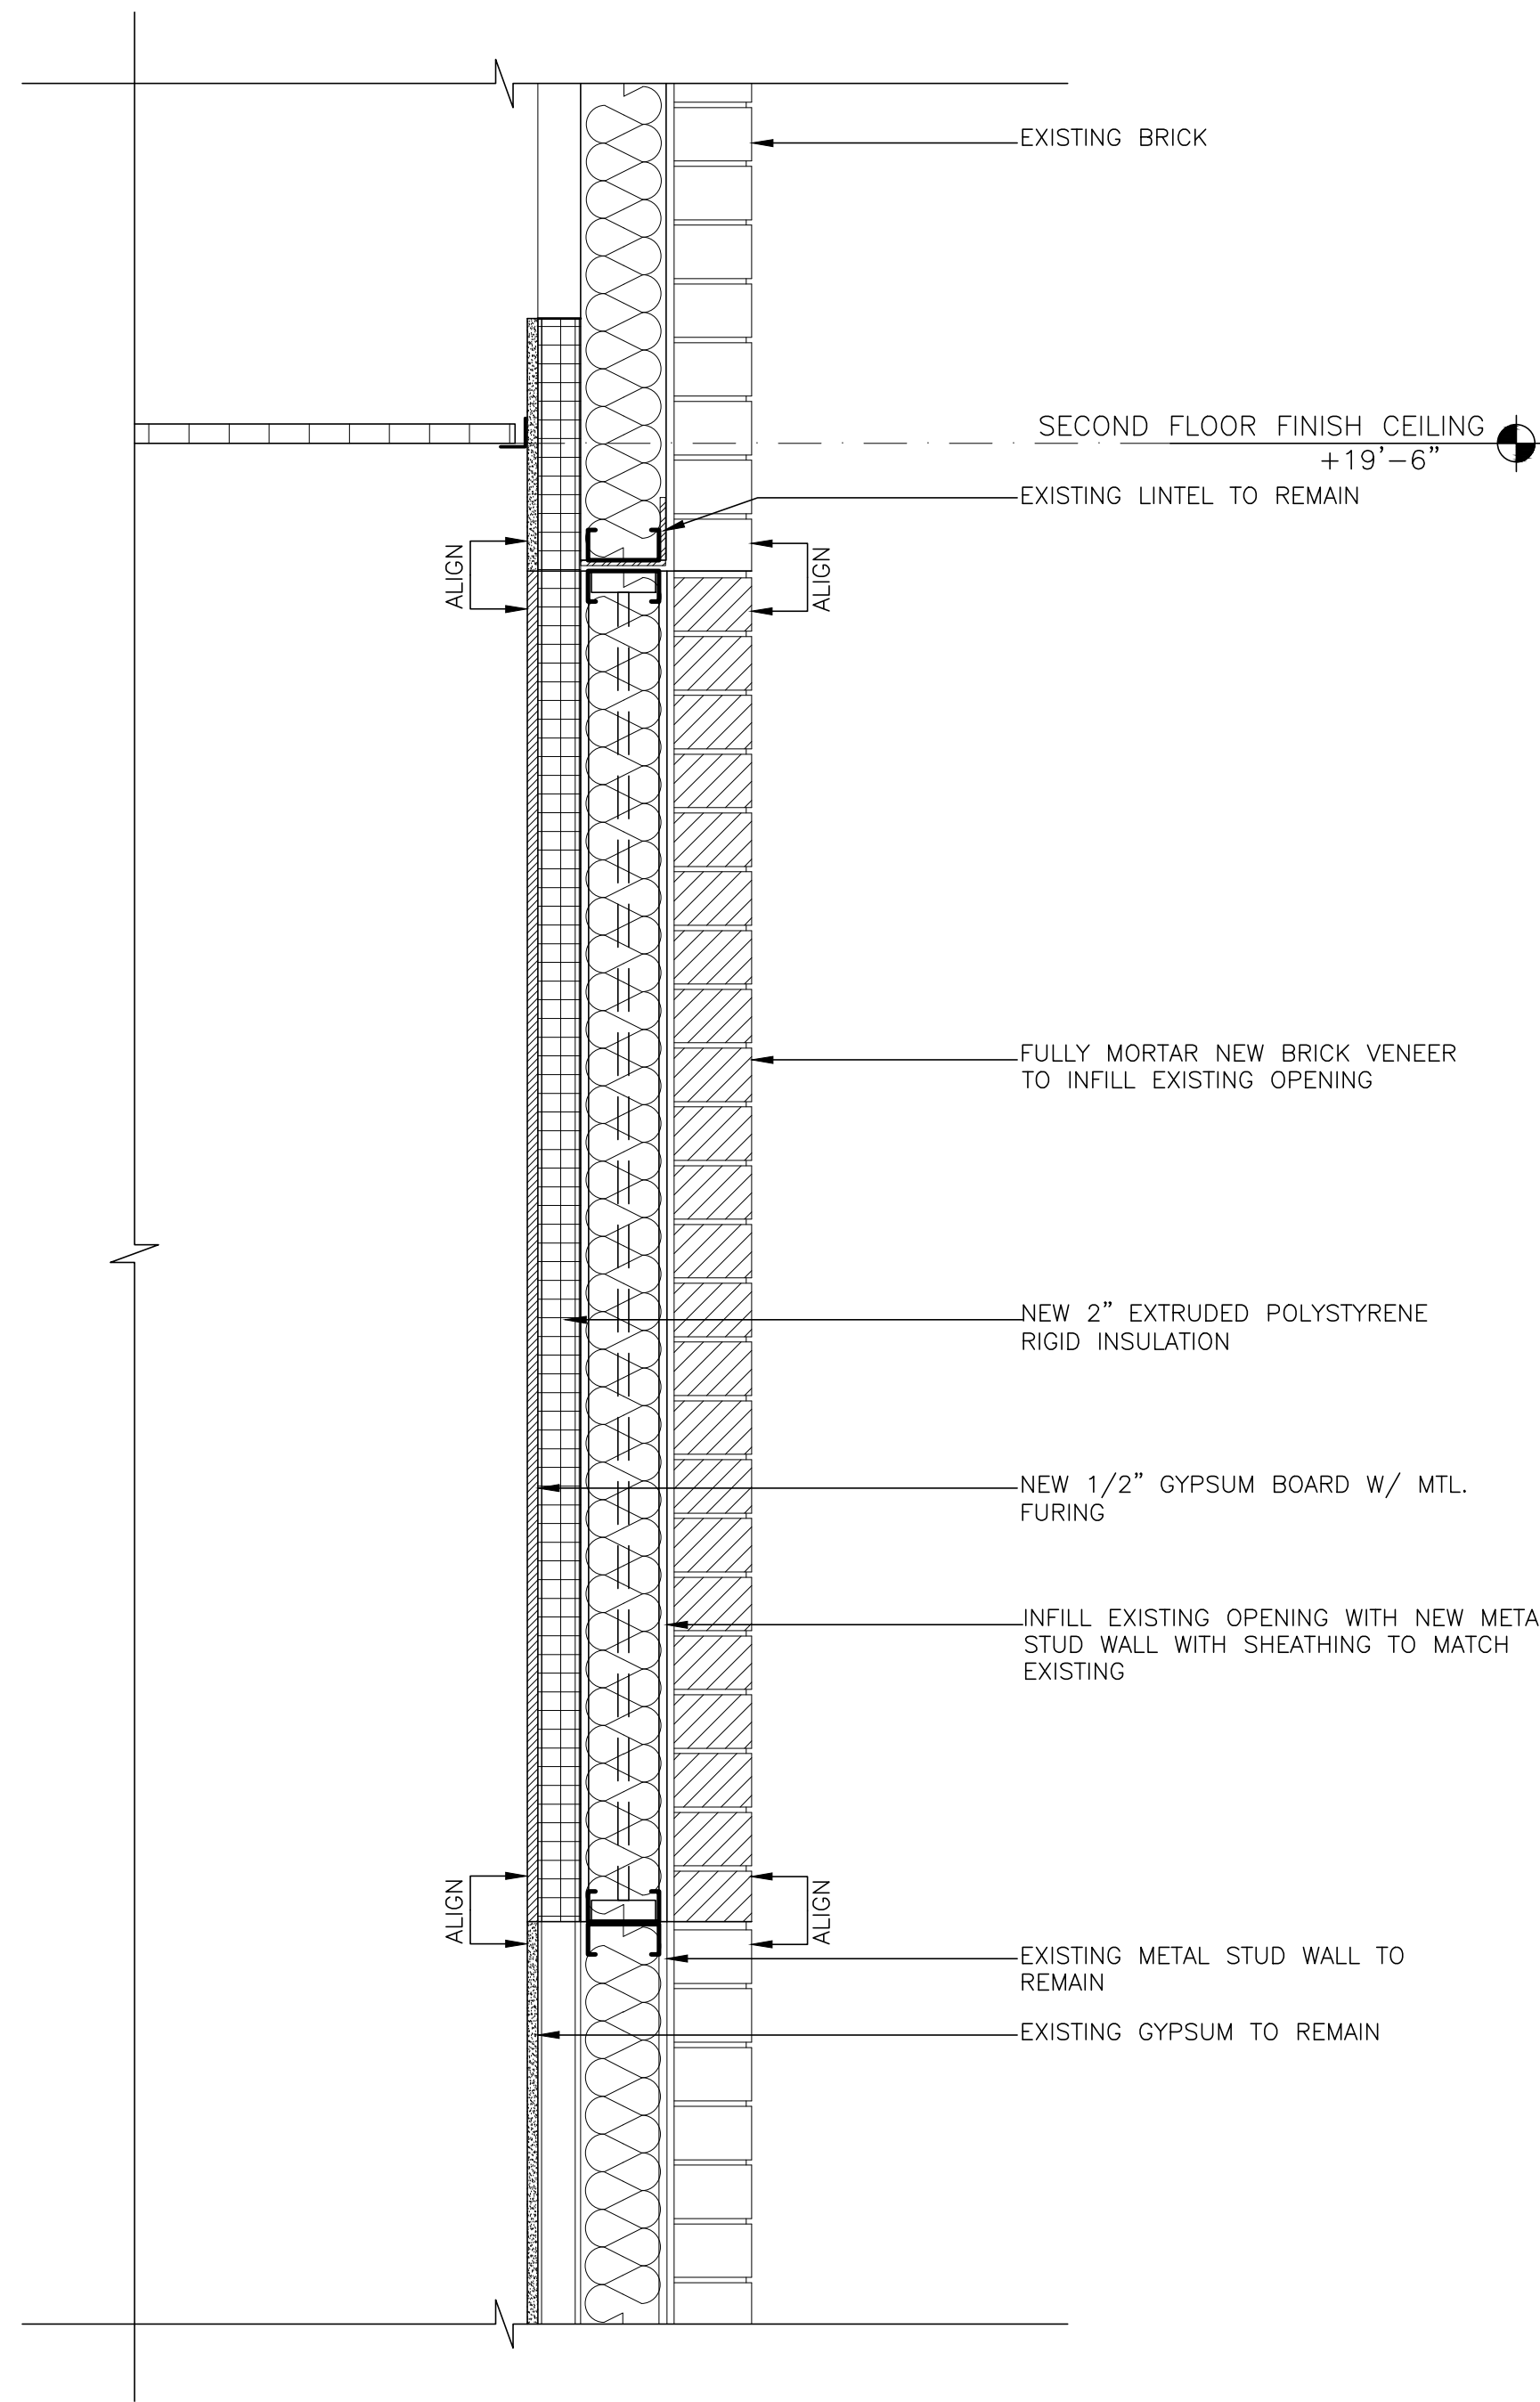 EXISTING BRICK
SECOND FLOOR FINISH CEILING
+19'-6"
EXISTING LINTEL TO REMAIN
ALIGN
ALIGN
FULLY MORTAR NEW BRICK VENEER
TO INFILL EXISTING OPENING
NEW 2" EXTRUDED POLYSTYRENE
RIGID INSULATION
NEW 1/2" GYPSUM BOARD W/ MTL.
FURING
INFILL EXISTING OPENING WITH NEW META
STUD WALL WITH SHEATHING TO MATCH
EXISTING
ALIGN
ALIGN
EXISTING METAL STUD WALL TO
REMAIN
EXISTING GYPSUM TO REMAIN